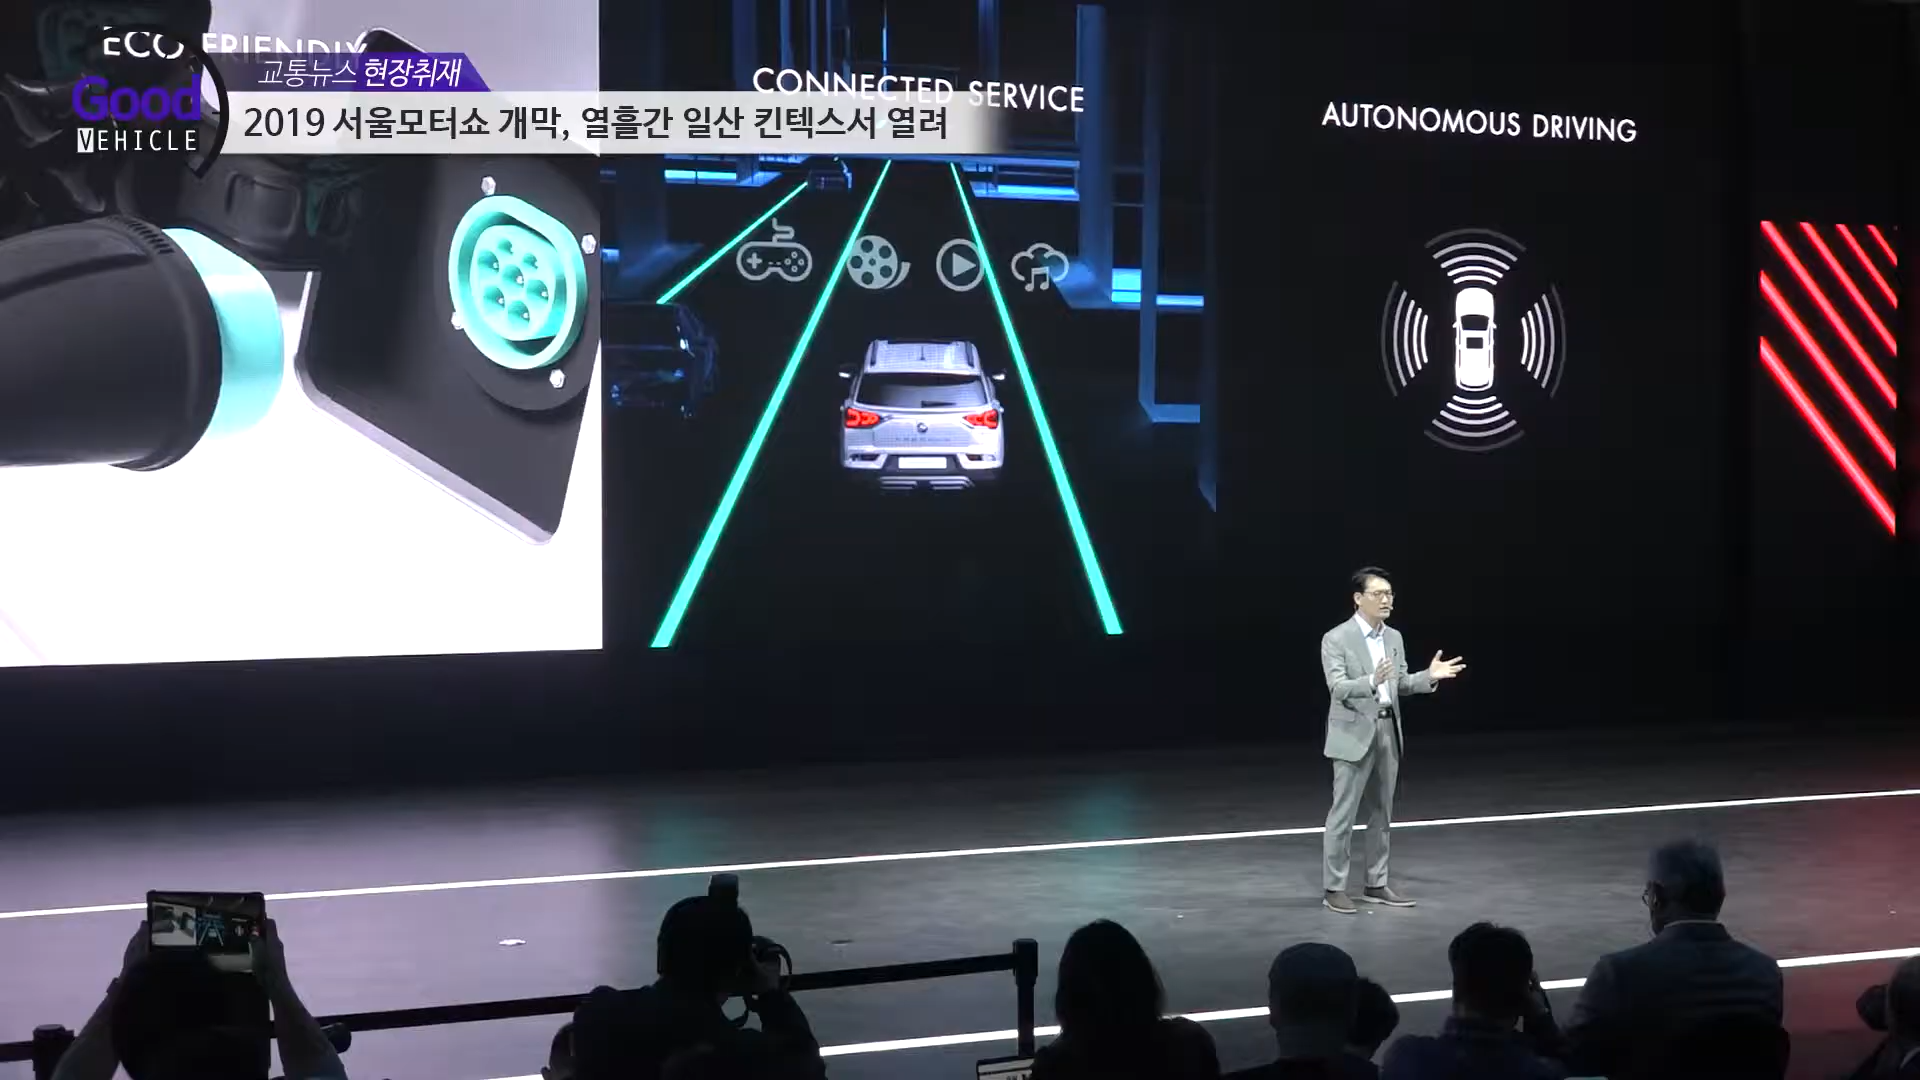 ECO FRIENDLY
교통뉴스 현장취재
Good
VEHICLE
2019 서울모터쇼 개막, 열흘간 일산 킨텍스서 열려
CONNECTED SERVICE
AUTONOMOUS DRIVING